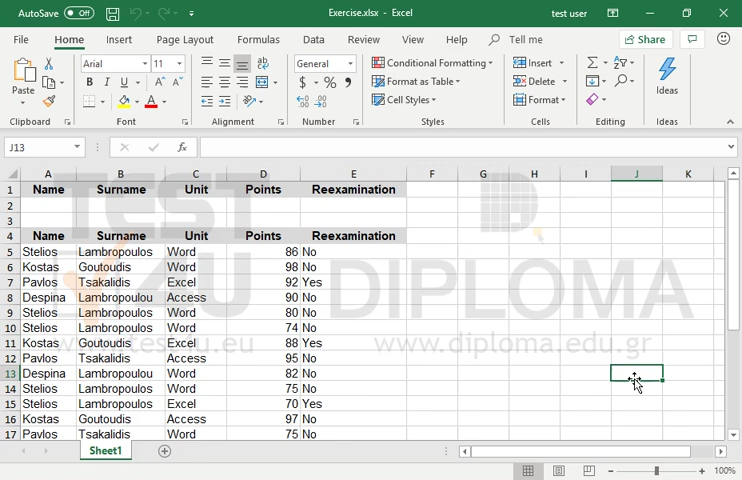 AutoSave Off Exercise.xlsx - Excel test user
File Home Insert Page Layout Formulas Data Review View Help Tell me Share
Paste Arial 11 General Conditional Formatting Insert
B I U $ % Format as Table Delete Ideas
A Cell Styles Format
Clipboard Font Alignment Number Styles Cells Editing Ideas
J13 fx
A B C D E F G H I J K
1 Name Surname Unit Points Reexamination
2
3
4 Name Surname Unit Points Reexamination
5 Stelios Lambropoulos Word 86 No
6 Kostas Goutoudis Word 98 No
7 Pavlos Tsakalidis Excel 92 Yes
8 Despina Lambropoulou Access 90 No
9 Stelios Lambropoulos Word 80 No
10 Stelios Lambropoulos Word 74 No
11 Kostas Goutoudis Excel 88 Yes
12 Pavlos Tsakalidis Access 95 No
13 Despina Lambropoulou Word 82 No
14 Stelios Lambropoulos Word 75 No
15 Stelios Lambropoulos Excel 70 Yes
16 Kostas Goutoudis Access 97 No
17 Pavlos Tsakalidis Word 75 No
TEST
4U DIPLOMA
www.test4u.eu www.diploma.edu.gr
Sheet1
100%